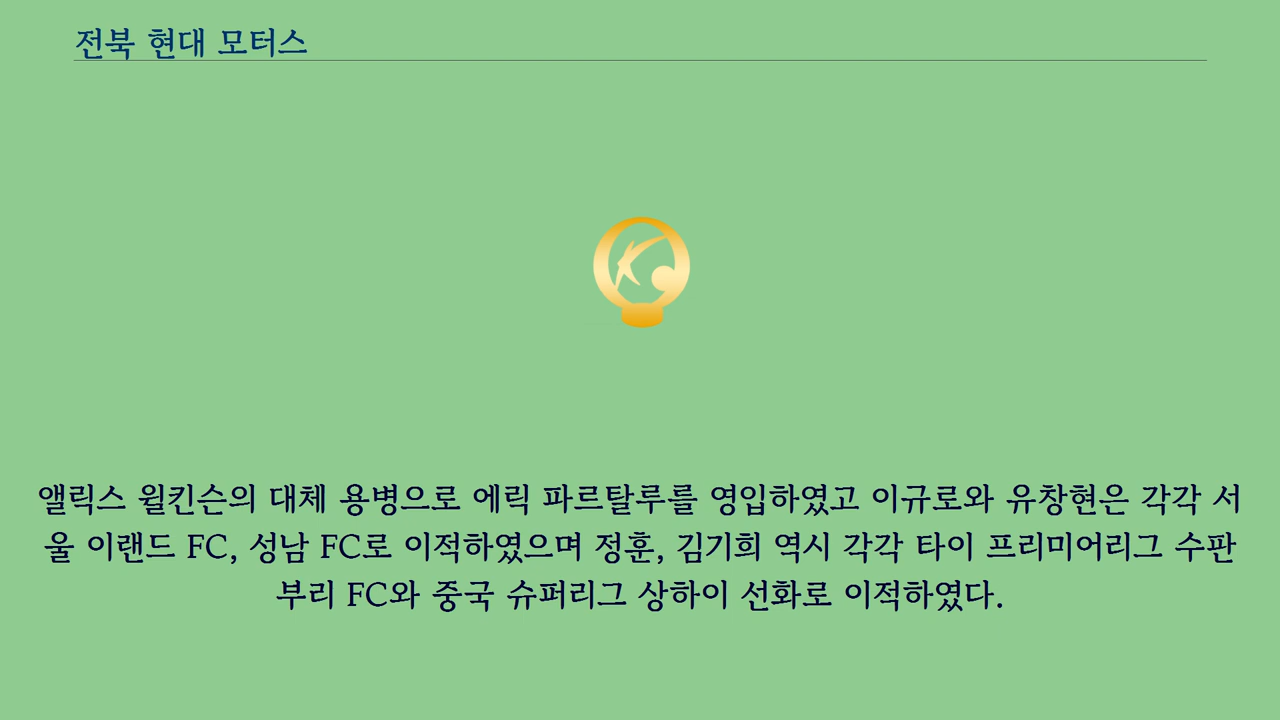 전북 현대 모터스
앨릭스 윌킨슨의 대체 용병으로 에릭 파르탈루를 영입하였고 이규로와 유창현은 각각 서
울 이랜드 FC, 성남 FC로 이적하였으며 정훈, 김기희 역시 각각 타이 프리미어리그 수판
부리 FC와 중국 슈퍼리그 상하이 선화로 이적하였다.